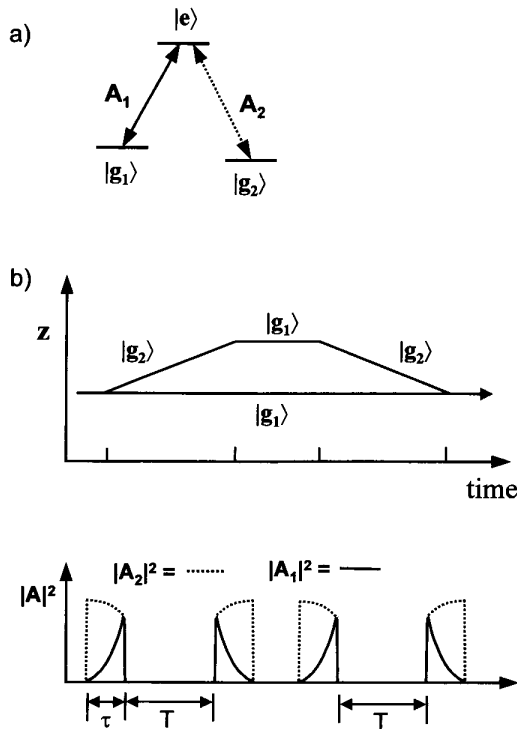 a)
|e⟩
A₁
A₂
|g₁⟩
|g₂⟩
b)
z
|g₂⟩
|g₁⟩
|g₂⟩
|g₁⟩
time
|A₂|² = ········ |A₁|² = ——
|A|²
τ
T
T